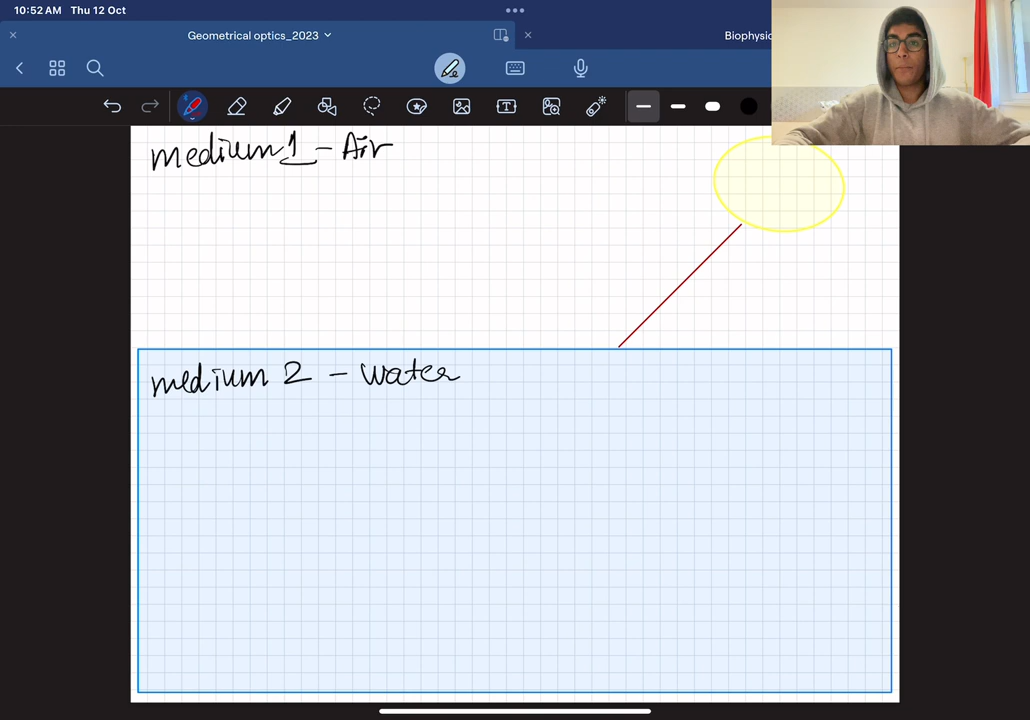 10:52 AM Thu 12 Oct
Geometrical optics_2023
Biophysic
medium 1 - Air
medium 2 - water